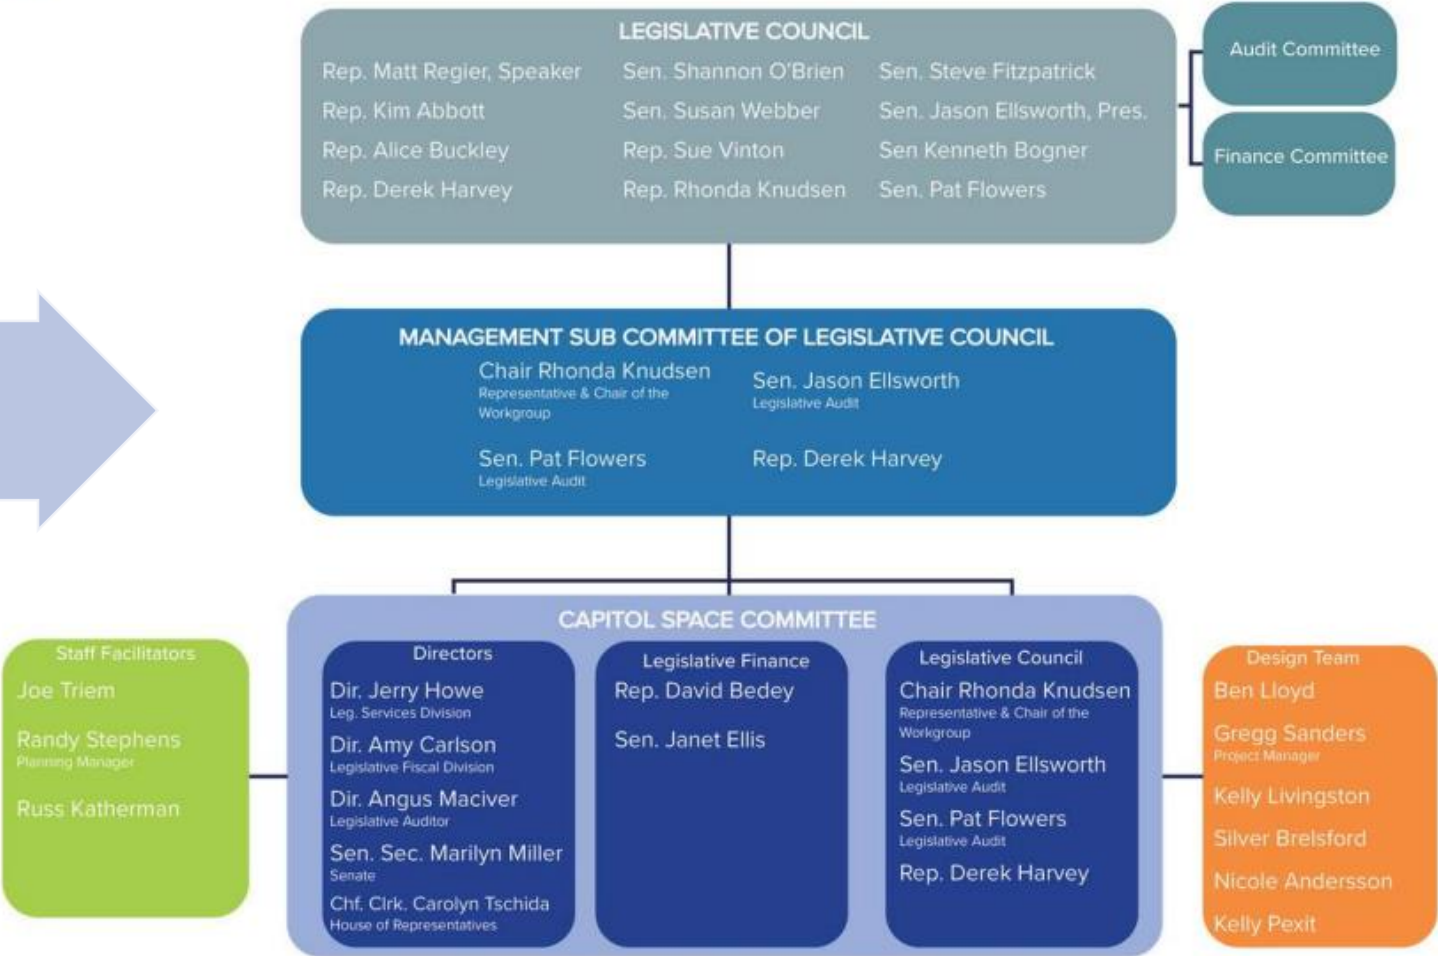 LEGISLATIVE COUNCIL
Rep. Matt Regier, Speaker
Rep. Kim Abbott
Rep. Alice Buckley
Rep. Derek Harvey
Sen. Shannon O'Brien
Sen. Susan Webber
Rep. Sue Vinton
Rep. Rhonda Knudsen
Sen. Steve Fitzpatrick
Sen. Jason Ellsworth, Pres.
Sen Kenneth Bogner
Sen. Pat Flowers
Audit Committee
Finance Committee
MANAGEMENT SUB COMMITTEE OF LEGISLATIVE COUNCIL
Chair Rhonda Knudsen
Representative & Chair of the
Workgroup
Sen. Pat Flowers
Legislative Audit
Sen. Jason Ellsworth
Legislative Audit
Rep. Derek Harvey
Staff Facilitators
Joe Triem
Randy Stephens
Planning Manager
Russ Katherman
CAPITOL SPACE COMMITTEE
Directors
Dir. Jerry Howe
Leg. Services Division
Dir. Amy Carlson
Legislative Fiscal Division
Dir. Angus Maciver
Legislative Auditor
Sen. Sec. Marilyn Miller
Senate
Chf. Clrk. Carolyn Tschida
House of Representatives
Legislative Finance
Rep. David Bedey
Sen. Janet Ellis
Legislative Council
Chair Rhonda Knudsen
Representative & Chair of the
Workgroup
Sen. Jason Ellsworth
Legislative Audit
Sen. Pat Flowers
Legislative Audit
Rep. Derek Harvey
Design Team
Ben Lloyd
Gregg Sanders
Project Manager
Kelly Livingston
Silver Brelsford
Nicole Andersson
Kelly Pexit